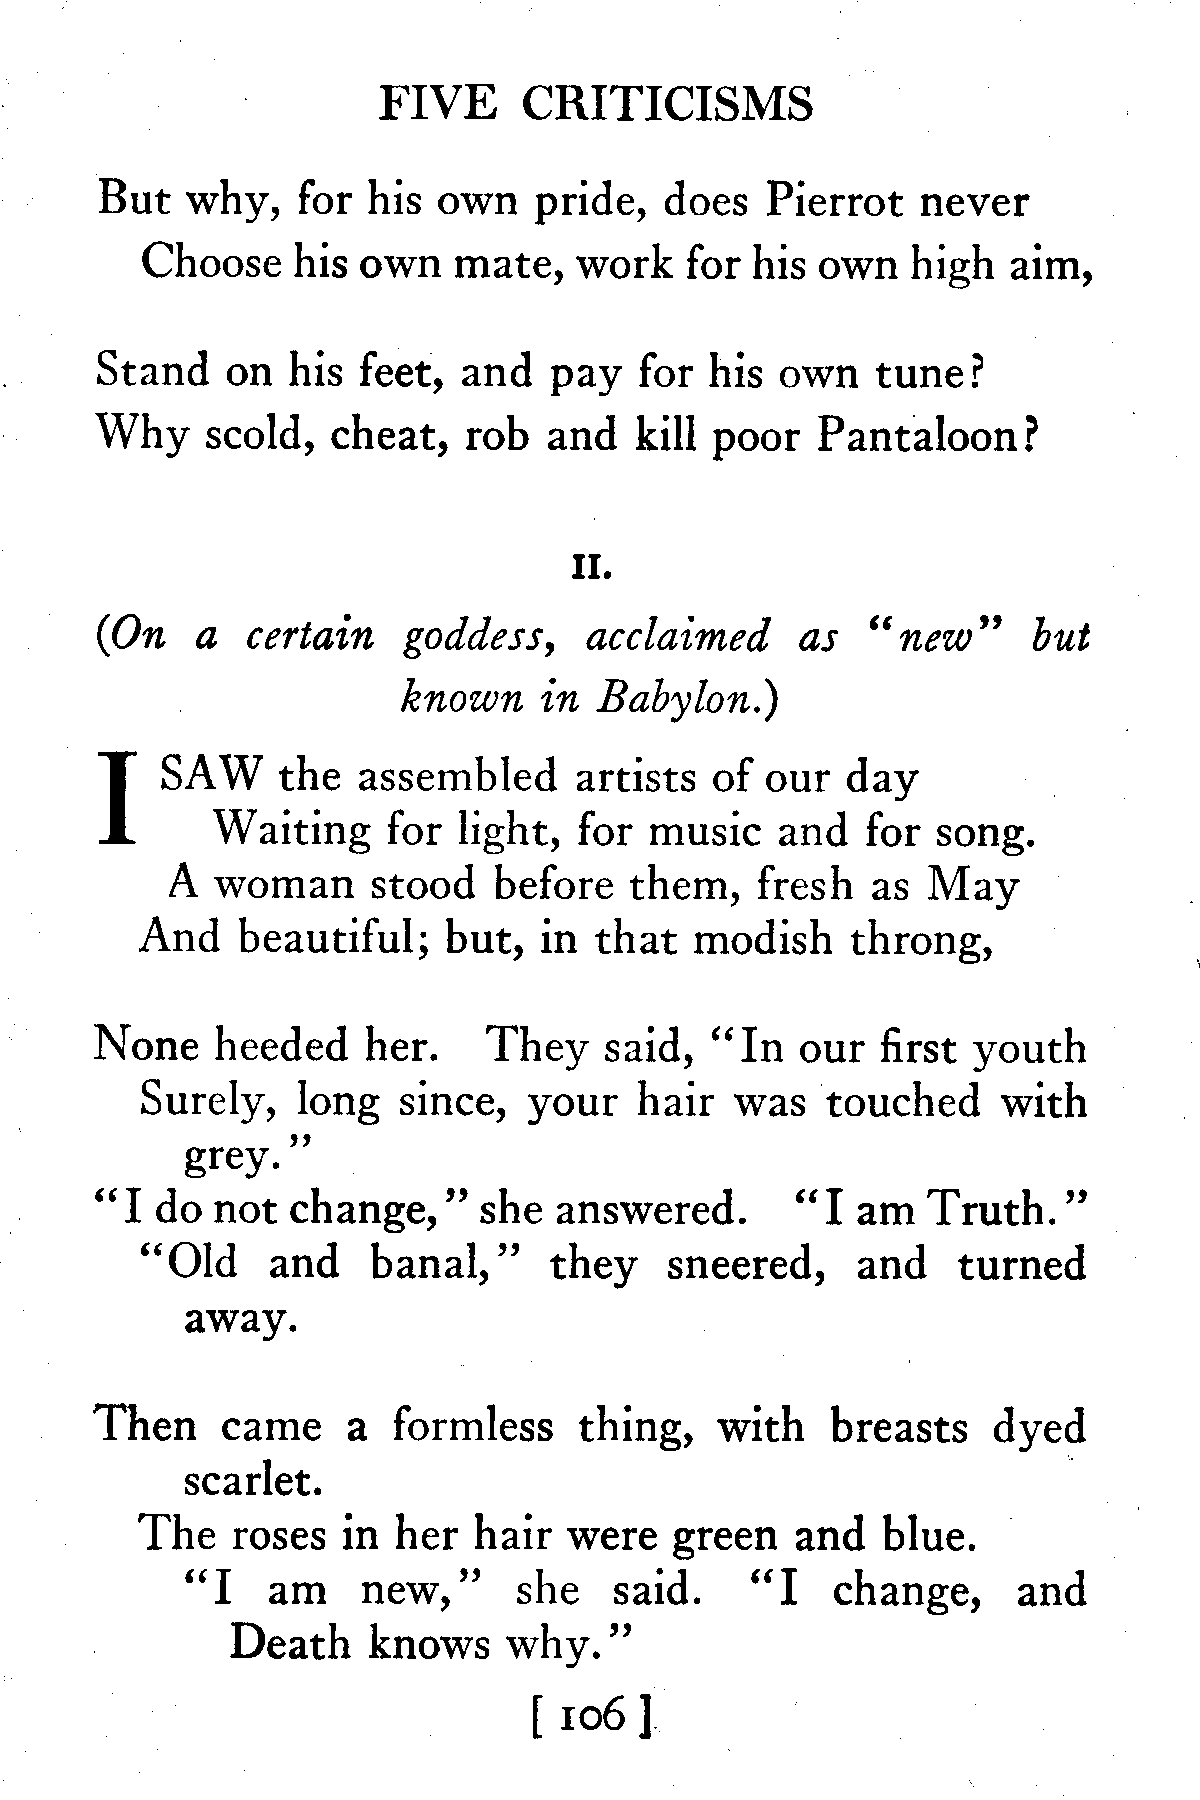 FIVE CRITICISMS
But why, for his own pride, does Pierrot never
Choose his own mate, work for his own high aim,
Stand on his feet, and pay for his own tune?
Why scold, cheat, rob and kill poor Pantaloon?
II.
(On a certain goddess, acclaimed as "new" but
known in Babylon.)
I SAW the assembled artists of our day
Waiting for light, for music and for song.
A woman stood before them, fresh as May
And beautiful; but, in that modish throng,
None heeded her. They said, "In our first youth
Surely, long since, your hair was touched with
grey."
"I do not change," she answered. "I am Truth."
"Old and banal," they sneered, and turned
away.
Then came a formless thing, with breasts dyed
scarlet.
The roses in her hair were green and blue.
"I am new," she said. "I change, and
Death knows why."
[ 106 ]